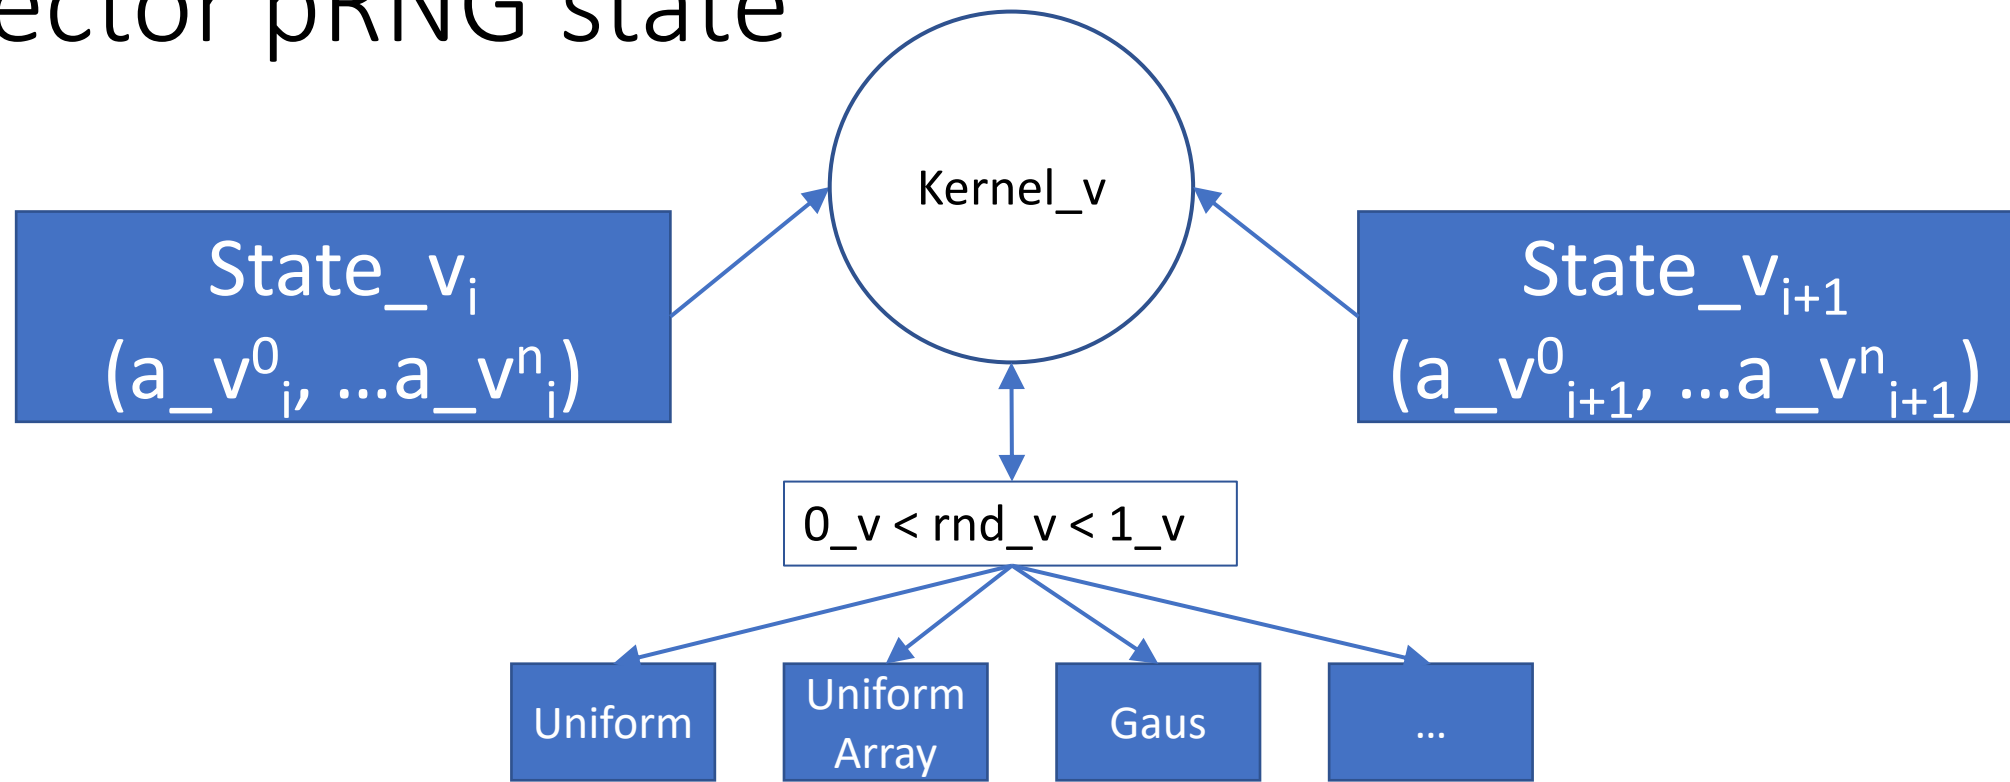 ector pRNG state
Kernel_v
State_vᵢ
(a_v⁰ᵢ, ...a_vⁿᵢ)
State_vᵢ₊₁
(a_v⁰ᵢ₊₁, ...a_vⁿᵢ₊₁)
0_v < rnd_v < 1_v
Uniform
Uniform
Array
Gaus
...